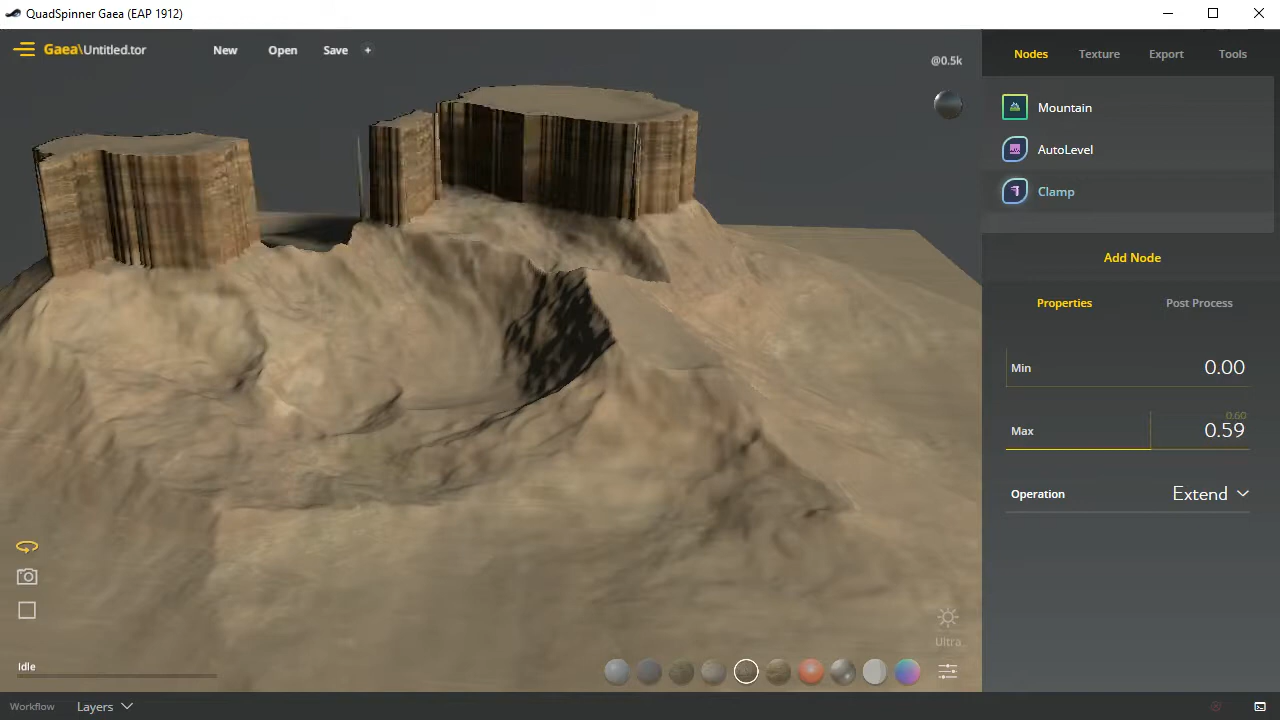 QuadSpinner Gaea (EAP 1912)
Gaea\Untitled.tor New Open Save +
@0.5k
Nodes Texture Export Tools
Mountain
AutoLevel
Clamp
Add Node
Properties Post Process
Min 0.00
0.60
Max 0.59
Operation Extend
Ultra
Idle
Workflow Layers